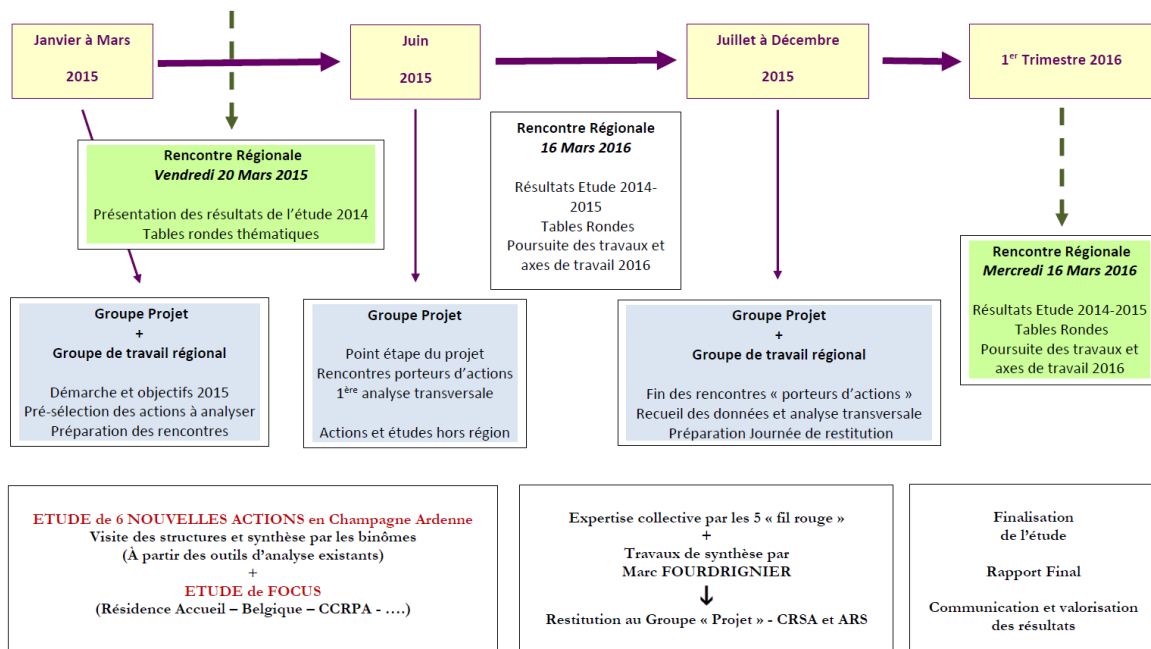 Janvier à Mars
2015
Juin
2015
Juillet à Décembre
2015
1er Trimestre 2016
Rencontre Régionale
Vendredi 20 Mars 2015
Présentation des résultats de l'étude 2014
Tables rondes thématiques
Rencontre Régionale
16 Mars 2016
Résultats Etude 2014-
2015
Tables Rondes
Poursuite des travaux et
axes de travail 2016
Rencontre Régionale
Mercredi 16 Mars 2016
Résultats Etude 2014-2015
Tables Rondes
Poursuite des travaux et
axes de travail 2016
Groupe Projet
+
Groupe de travail régional
Démarche et objectifs 2015
Pré-sélection des actions à analyser
Préparation des rencontres
Groupe Projet
Point étape du projet
Rencontres porteurs d'actions
1ère analyse transversale
Actions et études hors région
Groupe Projet
+
Groupe de travail régional
Fin des rencontres « porteurs d'actions »
Recueil des données et analyse transversale
Préparation Journée de restitution
ETUDE de 6 NOUVELLES ACTIONS en Champagne Ardenne
Visite des structures et synthèse par les binômes
(À partir des outils d'analyse existants)
+
ETUDE de FOCUS
(Résidence Accueil – Belgique – CCRPA - ….)
Expertise collective par les 5 « fil rouge »
+
Travaux de synthèse par
Marc FOURDRIGNIER
Restitution au Groupe « Projet » - CRSA et ARS
Finalisation
de l'étude
Rapport Final
Communication et valorisation
des résultats